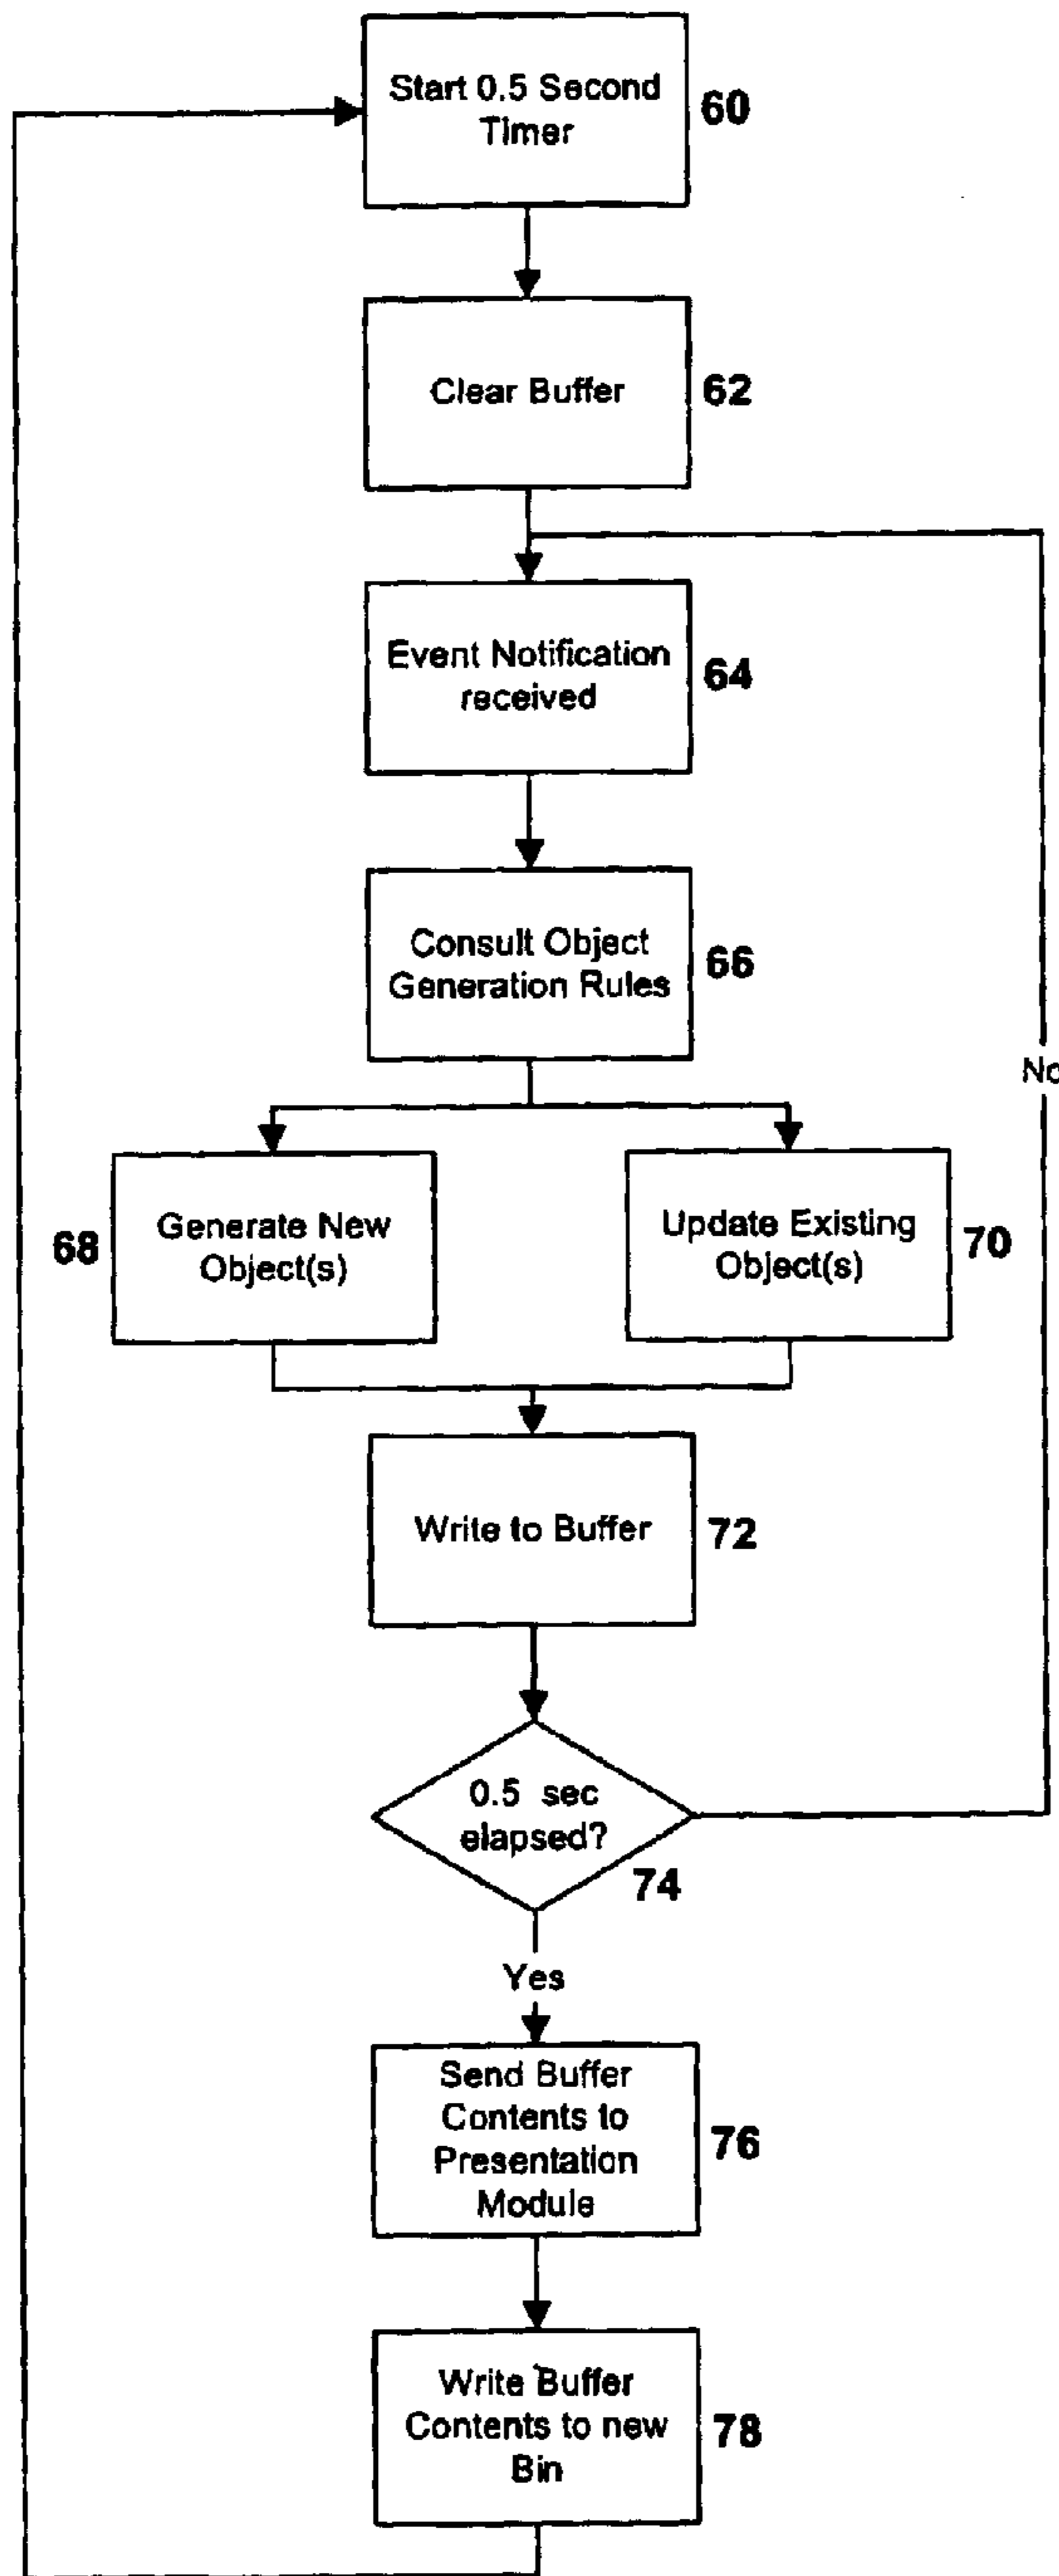 Start 0.5 Second
Timer
60
Clear Buffer
62
Event Notification
received
64
Consult Object
Generation Rules
66
No
68
Generate New
Object(s)
Update Existing
Object(s)
70
Write to Buffer
72
0.5 sec
elapsed?
74
Yes
Send Buffer
Contents to
Presentation
Module
76
Write Buffer
Contents to new
Bin
78